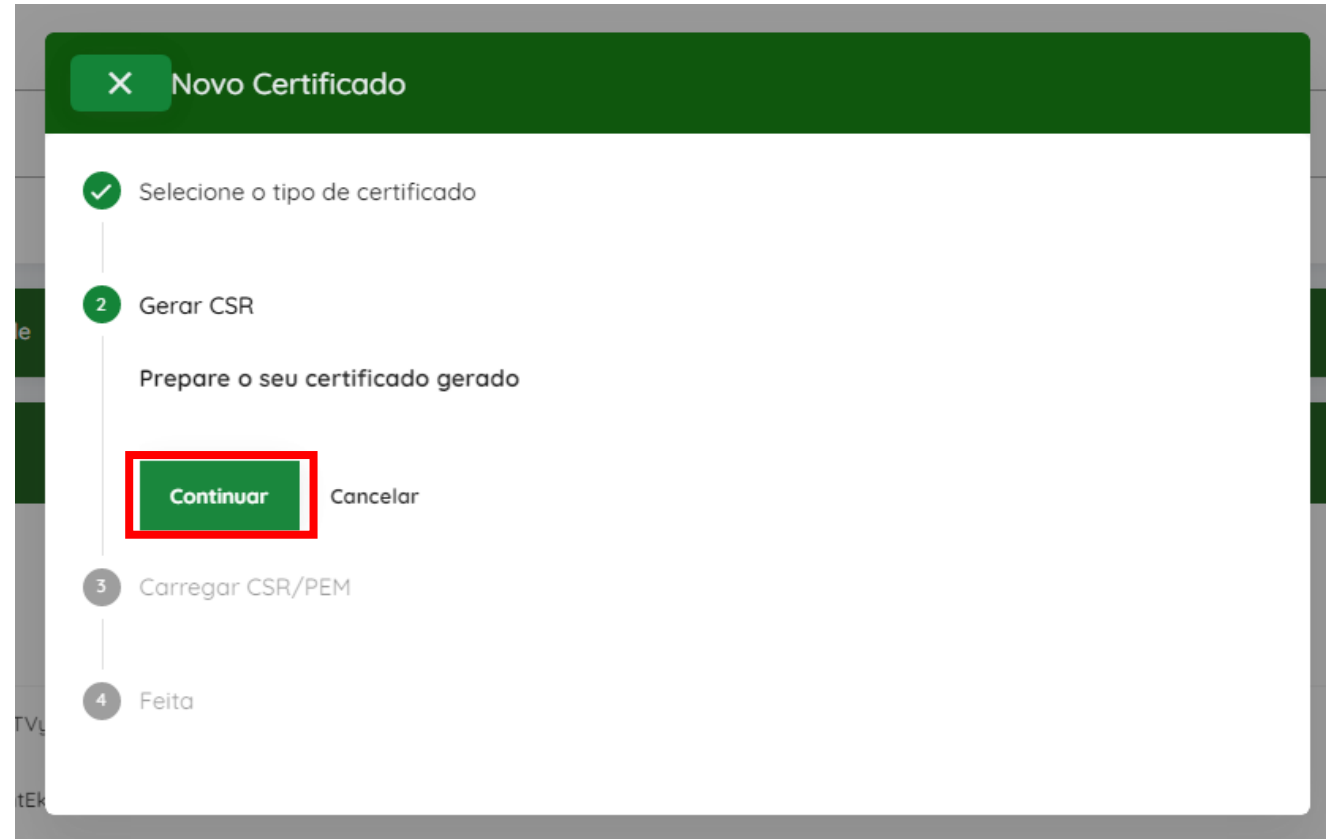 Novo Certificado
Selecione o tipo de certificado
2 Gerar CSR
Prepare o seu certificado gerado
Continuar Cancelar
3 Carregar CSR/PEM
4 Feita